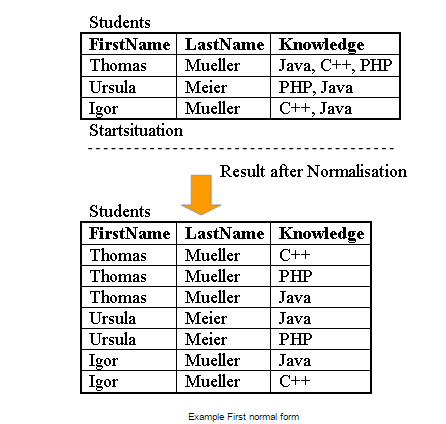 Students
FirstName LastName Knowledge
Thomas Mueller Java, C++, PHP
Ursula Meier PHP, Java
Igor Mueller C++, Java
Startsituation
Result after Normalisation
Students
FirstName LastName Knowledge
Thomas Mueller C++
Thomas Mueller PHP
Thomas Mueller Java
Ursula Meier Java
Ursula Meier PHP
Igor Mueller Java
Igor Mueller C++
Example First normal form